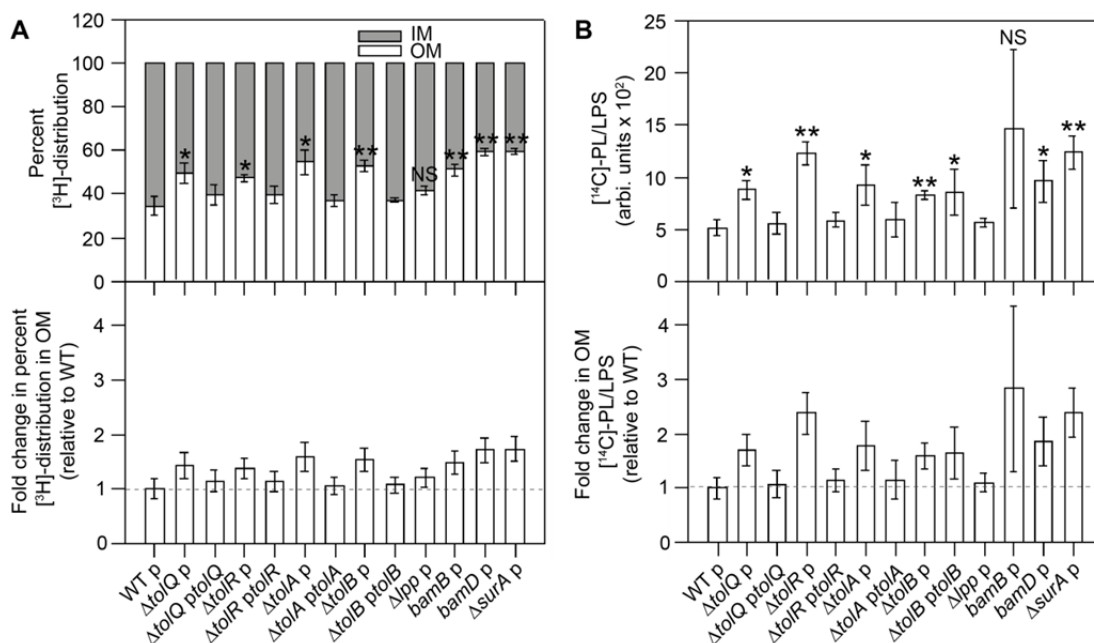 A
Percent
[³H]-distribution
120
100
80
60
40
20
0
IM
OM
*
*
*
**
NS
**
**
**
Fold change in percent
[³H]-distribution in OM
(relative to WT)
4
3
2
1
0
WT p
ΔtolQ p
ΔtolQ ptolQ
ΔtolR p
ΔtolR ptolR
ΔtolA p
ΔtolA ptolA
ΔtolB p
ΔtolB ptolB
Δlpp p
bamB p
bamD p
ΔsurA p
B
[¹⁴C]-PL/LPS
(arbi. units x 10²)
25
20
15
10
5
0
*
**
*
**
*
NS
*
**
Fold change in OM
[¹⁴C]-PL/LPS
(relative to WT)
4
3
2
1
0
WT p
ΔtolQ p
ΔtolQ ptolQ
ΔtolR p
ΔtolR ptolR
ΔtolA p
ΔtolA ptolA
ΔtolB p
ΔtolB ptolB
Δlpp p
bamB p
bamD p
ΔsurA p